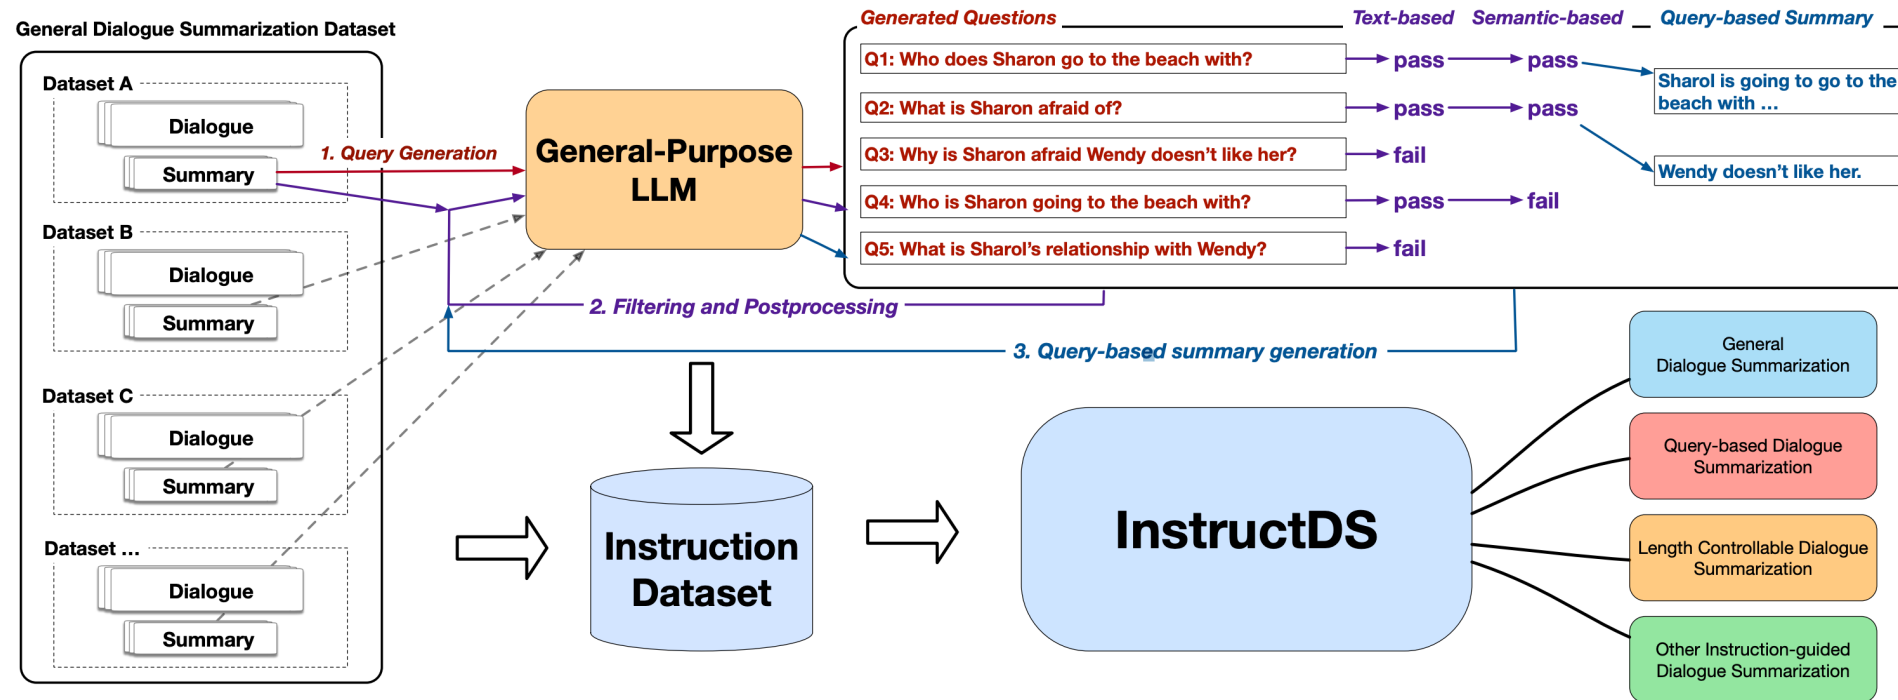 General Dialogue Summarization Dataset
Dataset A
Dialogue
Summary
Dataset B
Dialogue
Summary
Dataset C
Dialogue
Summary
Dataset ...
Dialogue
Summary
1. Query Generation
General-Purpose
LLM
Generated Questions
Text-based
Semantic-based
Query-based Summary
Q1: Who does Sharon go to the beach with?
pass
pass
Sharol is going to go to the
beach with ...
Q2: What is Sharon afraid of?
pass
pass
Wendy doesn't like her.
Q3: Why is Sharon afraid Wendy doesn't like her?
fail
Q4: Who is Sharon going to the beach with?
pass
fail
Q5: What is Sharol's relationship with Wendy?
fail
2. Filtering and Postprocessing
3. Query-based summary generation
Instruction
Dataset
InstructDS
General
Dialogue Summarization
Query-based Dialogue
Summarization
Length Controllable Dialogue
Summarization
Other Instruction-guided
Dialogue Summarization